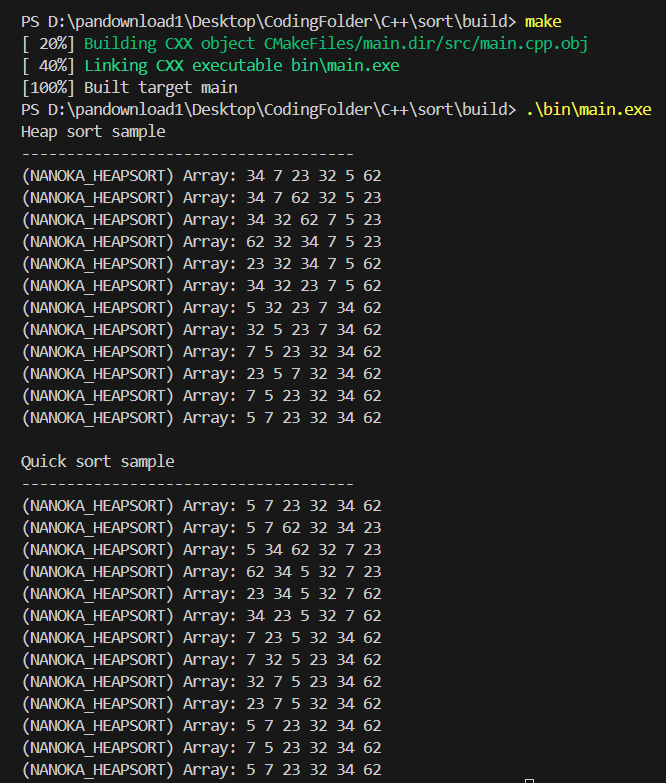 PS D:\pandownload1\Desktop\CodingFolder\C++\sort\build> make
[ 20%] Building CXX object CMakeFiles/main.dir/src/main.cpp.obj
[ 40%] Linking CXX executable bin\main.exe
[100%] Built target main
PS D:\pandownload1\Desktop\CodingFolder\C++\sort\build> .\bin\main.exe
Heap sort sample
-------------------------------------
(NANOKA_HEAPSORT) Array: 34 7 23 32 5 62
(NANOKA_HEAPSORT) Array: 34 7 62 32 5 23
(NANOKA_HEAPSORT) Array: 34 32 62 7 5 23
(NANOKA_HEAPSORT) Array: 62 32 34 7 5 23
(NANOKA_HEAPSORT) Array: 23 32 34 7 5 62
(NANOKA_HEAPSORT) Array: 34 32 23 7 5 62
(NANOKA_HEAPSORT) Array: 5 32 23 7 34 62
(NANOKA_HEAPSORT) Array: 32 5 23 7 34 62
(NANOKA_HEAPSORT) Array: 7 5 23 32 34 62
(NANOKA_HEAPSORT) Array: 23 5 7 32 34 62
(NANOKA_HEAPSORT) Array: 7 5 23 32 34 62
(NANOKA_HEAPSORT) Array: 5 7 23 32 34 62
Quick sort sample
-------------------------------------
(NANOKA_HEAPSORT) Array: 5 7 23 32 34 62
(NANOKA_HEAPSORT) Array: 5 7 62 32 34 23
(NANOKA_HEAPSORT) Array: 5 34 62 32 7 23
(NANOKA_HEAPSORT) Array: 62 34 5 32 7 23
(NANOKA_HEAPSORT) Array: 23 34 5 32 7 62
(NANOKA_HEAPSORT) Array: 34 23 5 32 7 62
(NANOKA_HEAPSORT) Array: 7 23 5 32 34 62
(NANOKA_HEAPSORT) Array: 7 32 5 23 34 62
(NANOKA_HEAPSORT) Array: 32 7 5 23 34 62
(NANOKA_HEAPSORT) Array: 23 7 5 32 34 62
(NANOKA_HEAPSORT) Array: 5 7 23 32 34 62
(NANOKA_HEAPSORT) Array: 7 5 23 32 34 62
(NANOKA_HEAPSORT) Array: 5 7 23 32 34 62